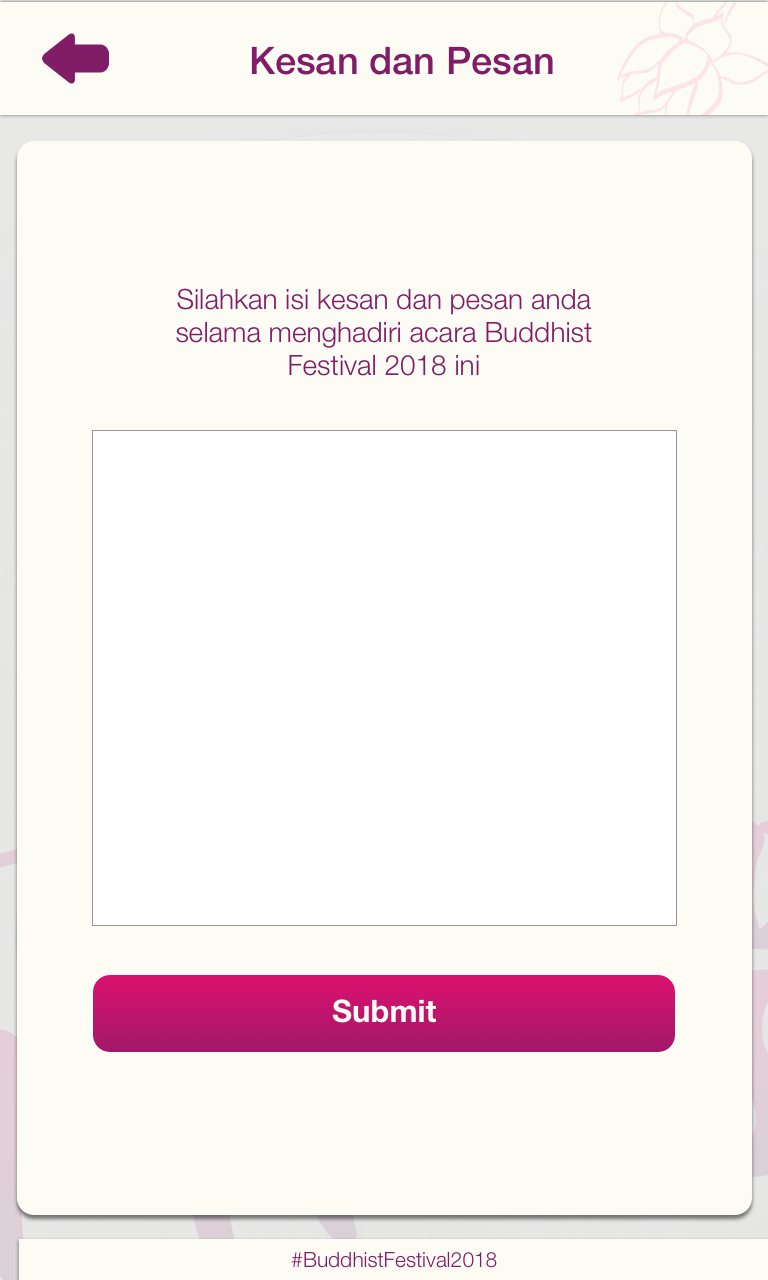 Kesan dan Pesan
Silahkan isi kesan dan pesan anda
selama menghadiri acara Buddhist
Festival 2018 ini
Submit
#BuddhistFestival2018